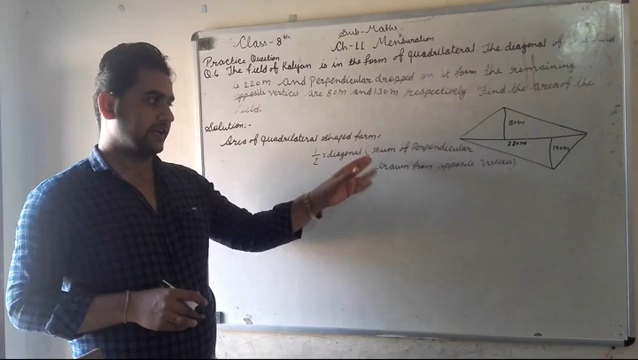 Class-8th Sub-Maths
Ch-11 Mensuration
Practice Question
Q.6 The field of Kalyan is in the form of quadrilateral. The diagonal of
is 220m and Perpendicular dropped on it form the remaining
opposite vertices are 80m and 130m respectively. Find the area of the
field.
Solution:-
Area of Quadrilateral shaped farm=
1/2 × diagonal ( sum of Perpendicular
drawn from opposite vertices)
80m
220m
130m